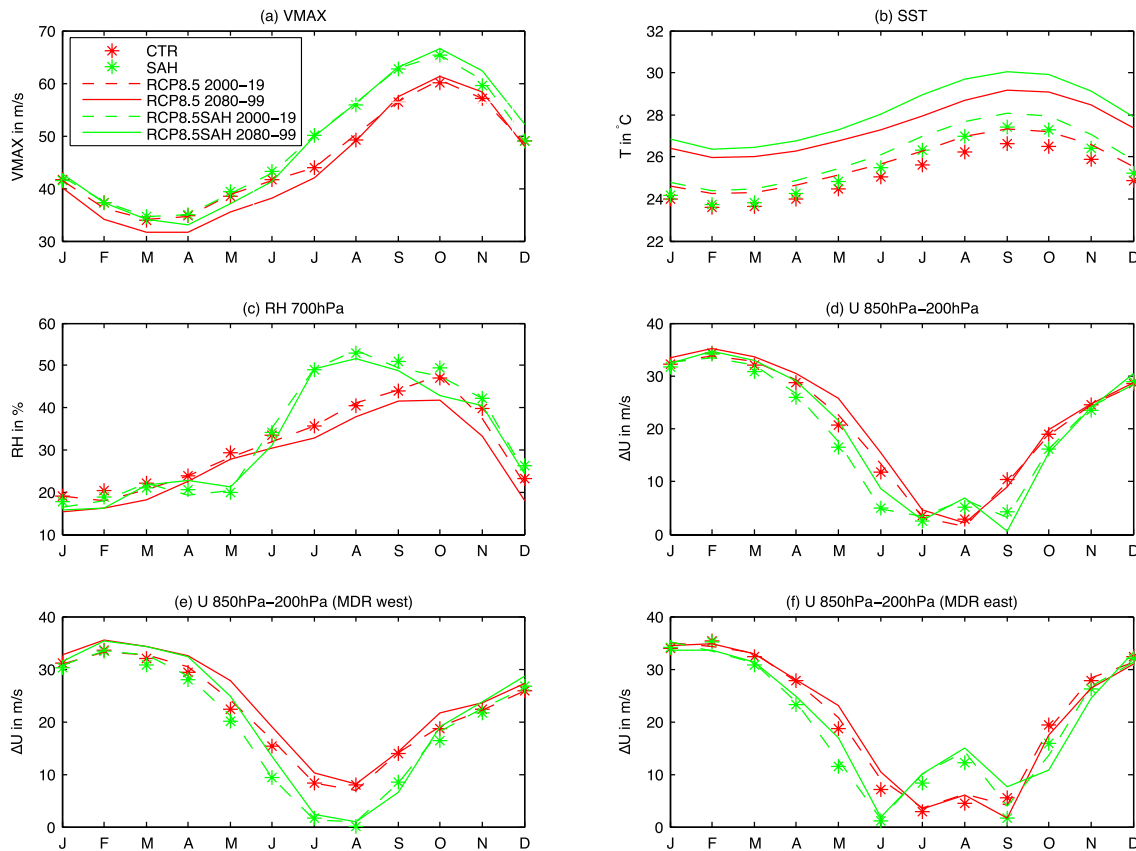 (a) VMAX
VMAX in m/s
70
60
50
40
30
CTR
SAH
RCP8.5 2000−19
RCP8.5 2080−99
RCP8.5SAH 2000−19
RCP8.5SAH 2080−99
J F M A M J J A S O N D
(b) SST
T in °C
32
30
28
26
24
22
J F M A M J J A S O N D
(c) RH 700hPa
RH in %
60
50
40
30
20
10
J F M A M J J A S O N D
(d) U 850hPa−200hPa
ΔU in m/s
40
30
20
10
0
J F M A M J J A S O N D
(e) U 850hPa−200hPa (MDR west)
ΔU in m/s
40
30
20
10
0
J F M A M J J A S O N D
(f) U 850hPa−200hPa (MDR east)
ΔU in m/s
40
30
20
10
0
J F M A M J J A S O N D